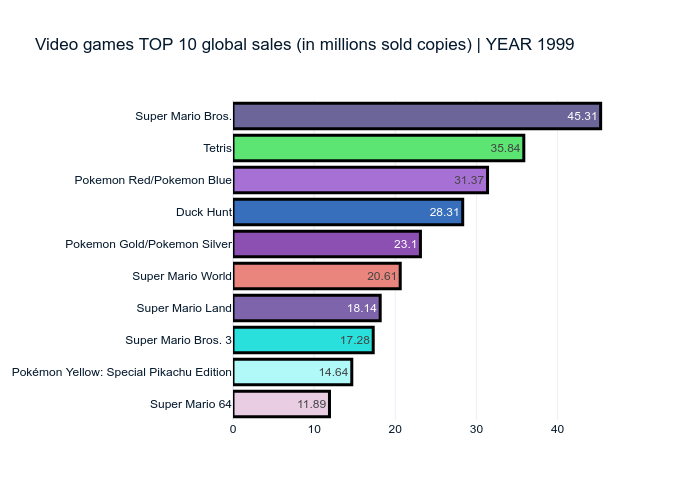 Video games TOP 10 global sales (in millions sold copies) | YEAR 1999
Super Mario Bros. 45.31
Tetris 35.84
Pokemon Red/Pokemon Blue 31.37
Duck Hunt 28.31
Pokemon Gold/Pokemon Silver 23.1
Super Mario World 20.61
Super Mario Land 18.14
Super Mario Bros. 3 17.28
Pokémon Yellow: Special Pikachu Edition 14.64
Super Mario 64 11.89
0 10 20 30 40